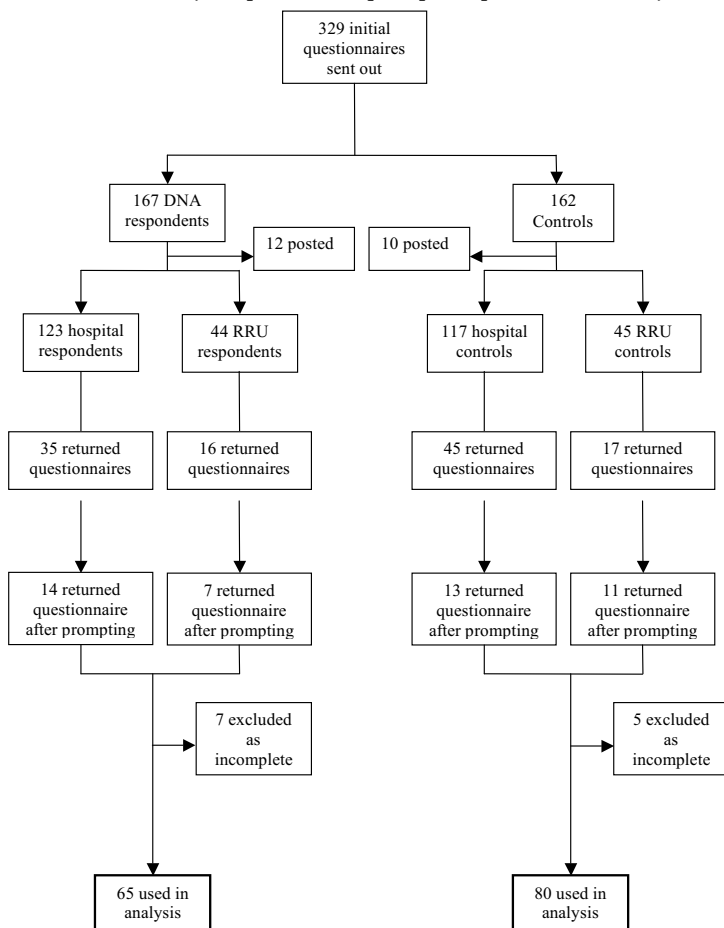 329 initial
questionnaires
sent out
167 DNA
respondents
162
Controls
12 posted
10 posted
123 hospital
respondents
44 RRU
respondents
117 hospital
controls
45 RRU
controls
35 returned
questionnaires
16 returned
questionnaires
45 returned
questionnaires
17 returned
questionnaires
14 returned
questionnaire
after prompting
7 returned
questionnaire
after prompting
13 returned
questionnaire
after prompting
11 returned
questionnaire
after prompting
7 excluded
as
incomplete
5 excluded
as
incomplete
65 used in
analysis
80 used in
analysis